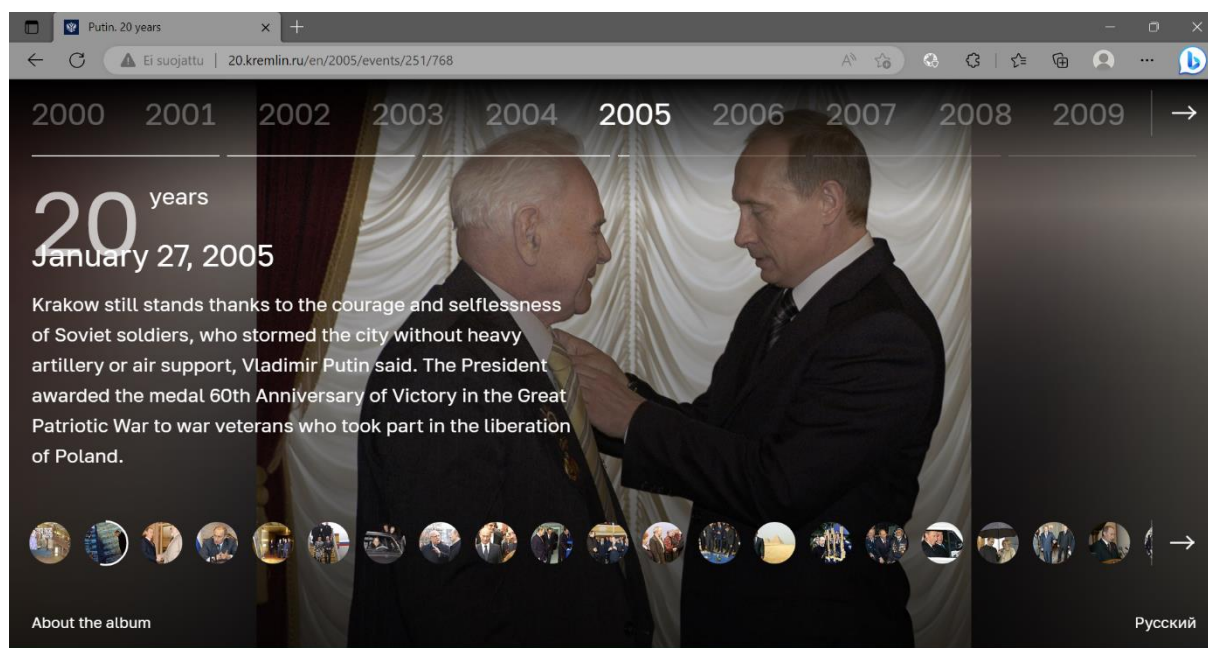 Putin. 20 years
Ei suojattu | 20.kremlin.ru/en/2005/events/251/768
2000 2001 2002 2003 2004 2005 2006 2007 2008 2009
20 years
January 27, 2005
Krakow still stands thanks to the courage and selflessness
of Soviet soldiers, who stormed the city without heavy
artillery or air support, Vladimir Putin said. The President
awarded the medal 60th Anniversary of Victory in the Great
Patriotic War to war veterans who took part in the liberation
of Poland.
About the album
Русский